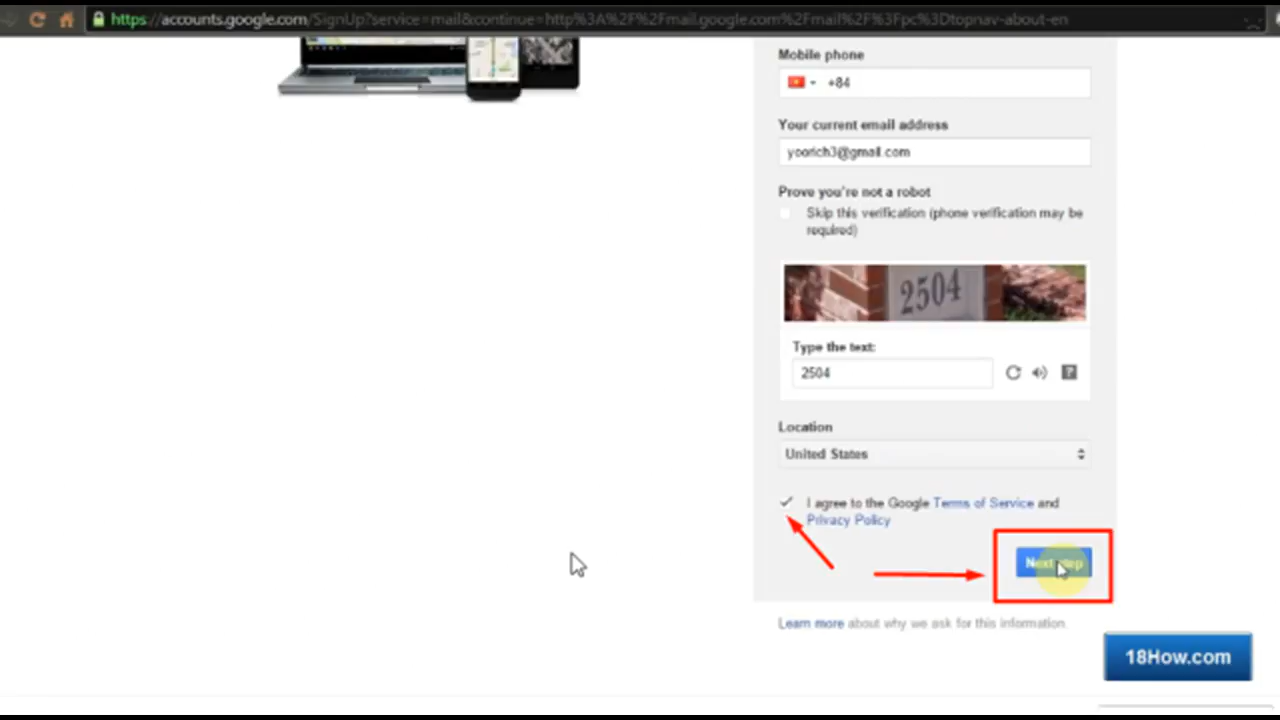 https://accounts.google.com/SignUp?service=mail&continue=http%3A%2F%2Fmail.google.com%2Fmail%2F%3Fpc%3Dtopnav-about-en
Mobile phone
+84
Your current email address
yoorich3@gmail.com
Prove you're not a robot
Skip this verification (phone verification may be
required)
2504
Type the text:
2504
Location
United States
I agree to the Google Terms of Service and
Privacy Policy
Next step
Learn more about why we ask for this information.
18How.com